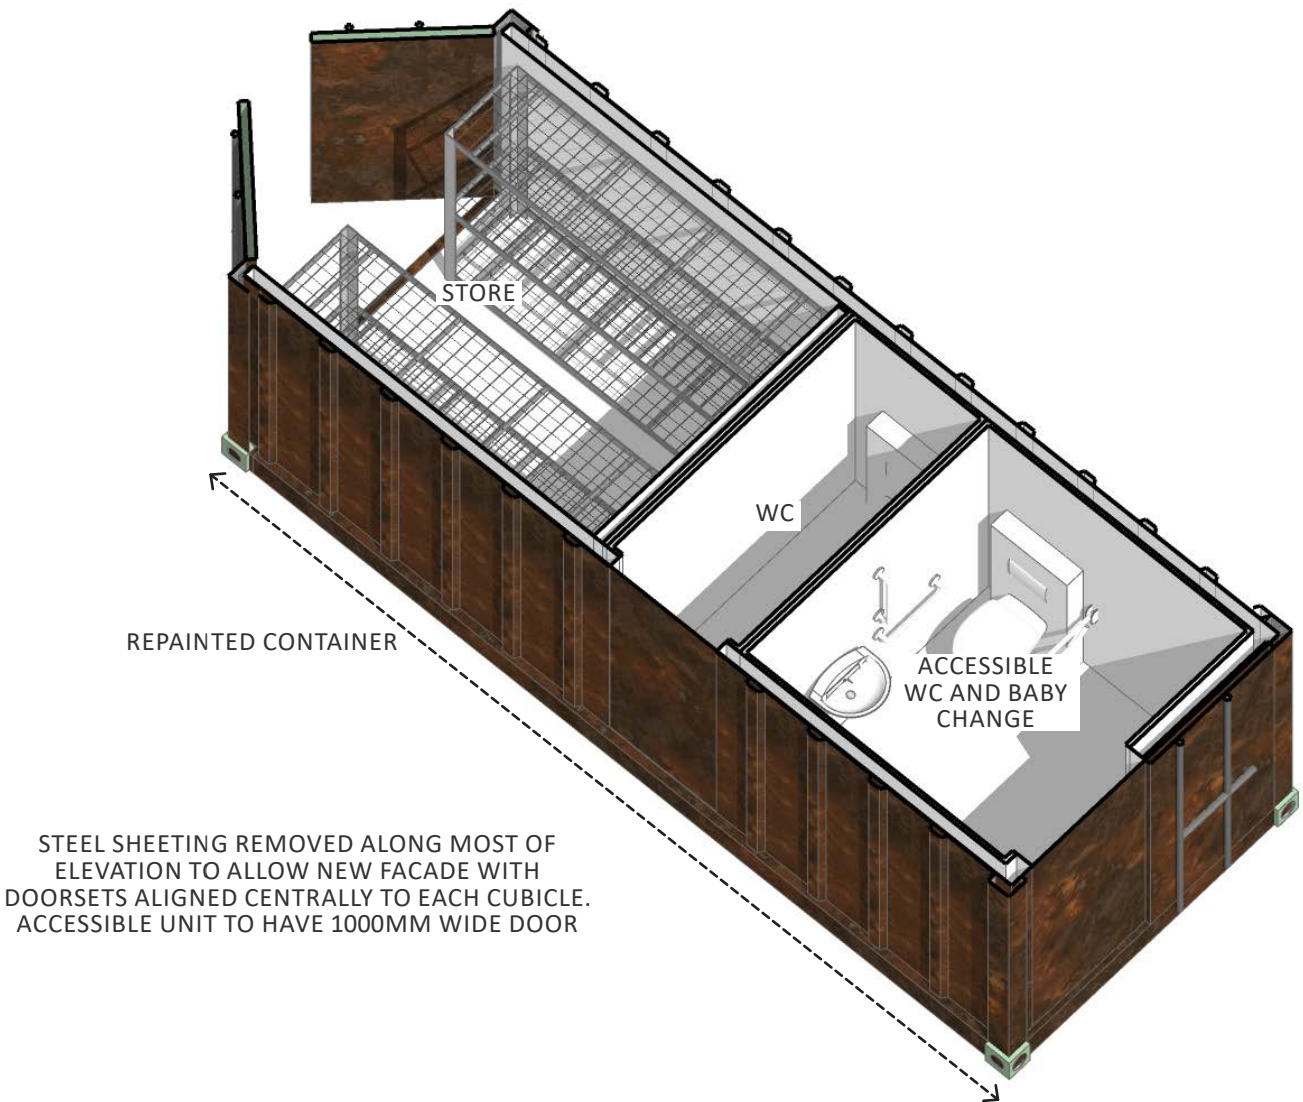 STORE
WC
REPAINTED CONTAINER
ACCESSIBLE
WC AND BABY
CHANGE
STEEL SHEETING REMOVED ALONG MOST OF
ELEVATION TO ALLOW NEW FACADE WITH
DOORSETS ALIGNED CENTRALLY TO EACH CUBICLE.
ACCESSIBLE UNIT TO HAVE 1000MM WIDE DOOR